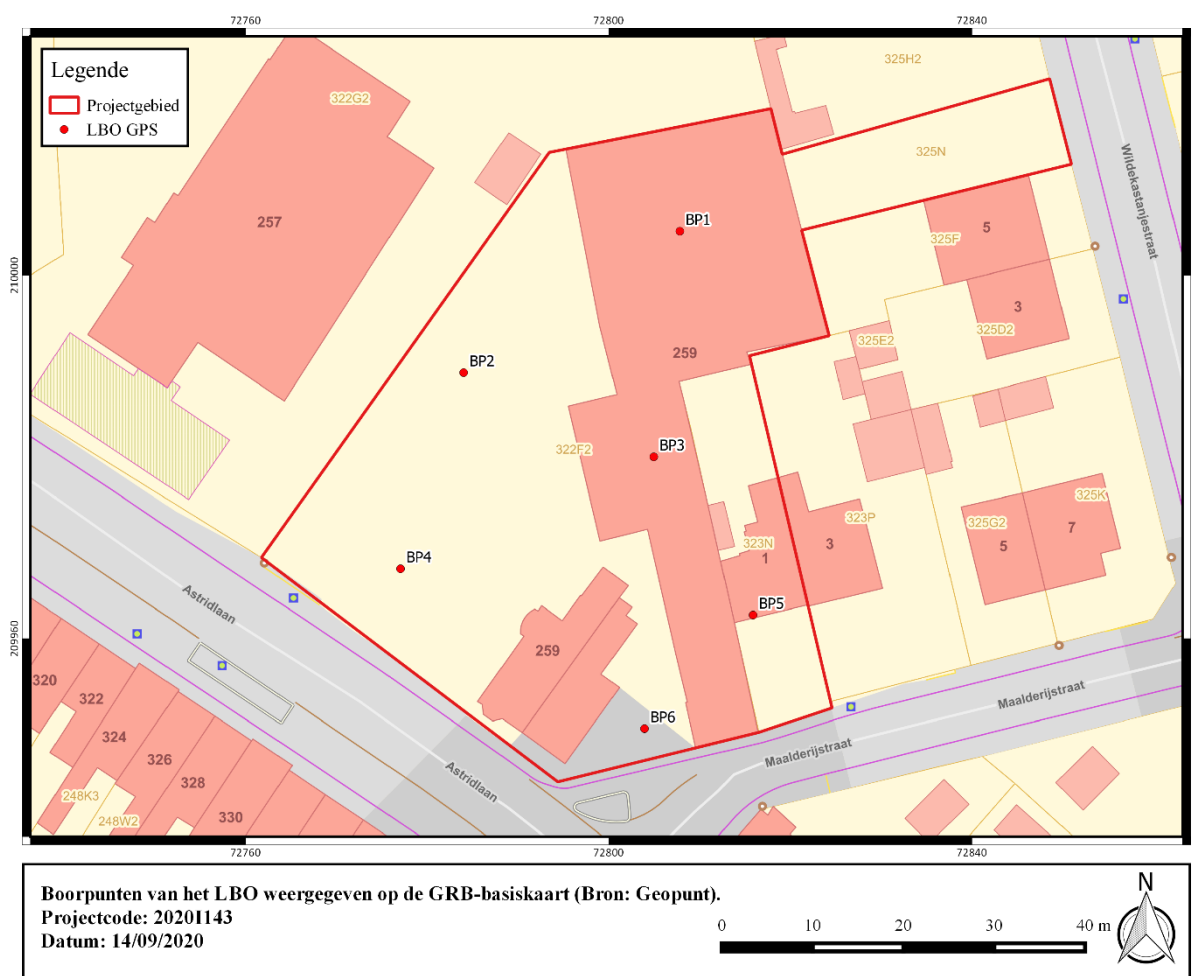 72760
72800
72840
Legende
Projectgebied
LBO GPS
322G2
325H2
325N
Wildekastanjestraat
257
BP1
325F
5
210000
3
325D2
325E2
259
BP2
322F2
BP3
325K
323P
325G2
7
5
323N
3
1
BP4
BP5
Astridlaan
259
209960
320
322
324
326
328
330
BP6
Maalderijstraat
Maalderijstraat
Astridlaan
248K3
248W2
72760
72800
72840
Boorpunten van het LBO weergegeven op de GRB-basiskaart (Bron: Geopunt).
Projectcode: 2020I143
Datum: 14/09/2020
0 10 20 30 40 m
N